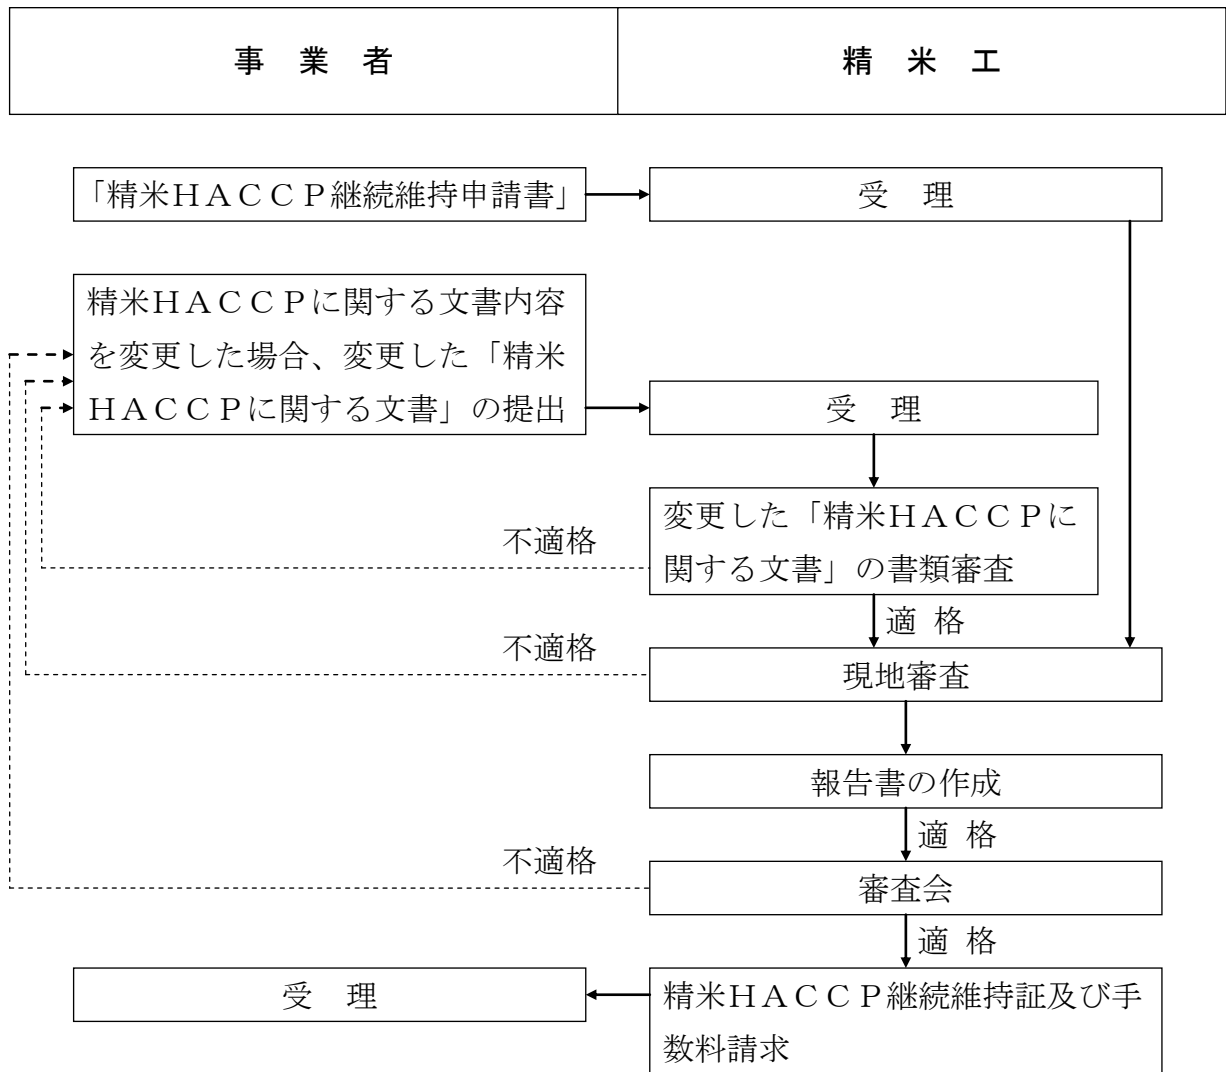 事 業 者
精 米 工
「精米ＨＡＣＣＰ継続維持申請書」
受 理
精米ＨＡＣＣＰに関する文書内容
を変更した場合、変更した「精米
ＨＡＣＣＰに関する文書」の提出
受 理
変更した「精米ＨＡＣＣＰに
関する文書」の書類審査
不適格
適 格
不適格
現地審査
報告書の作成
適 格
不適格
審査会
適 格
受 理
精米ＨＡＣＣＰ継続維持証及び手
数料請求